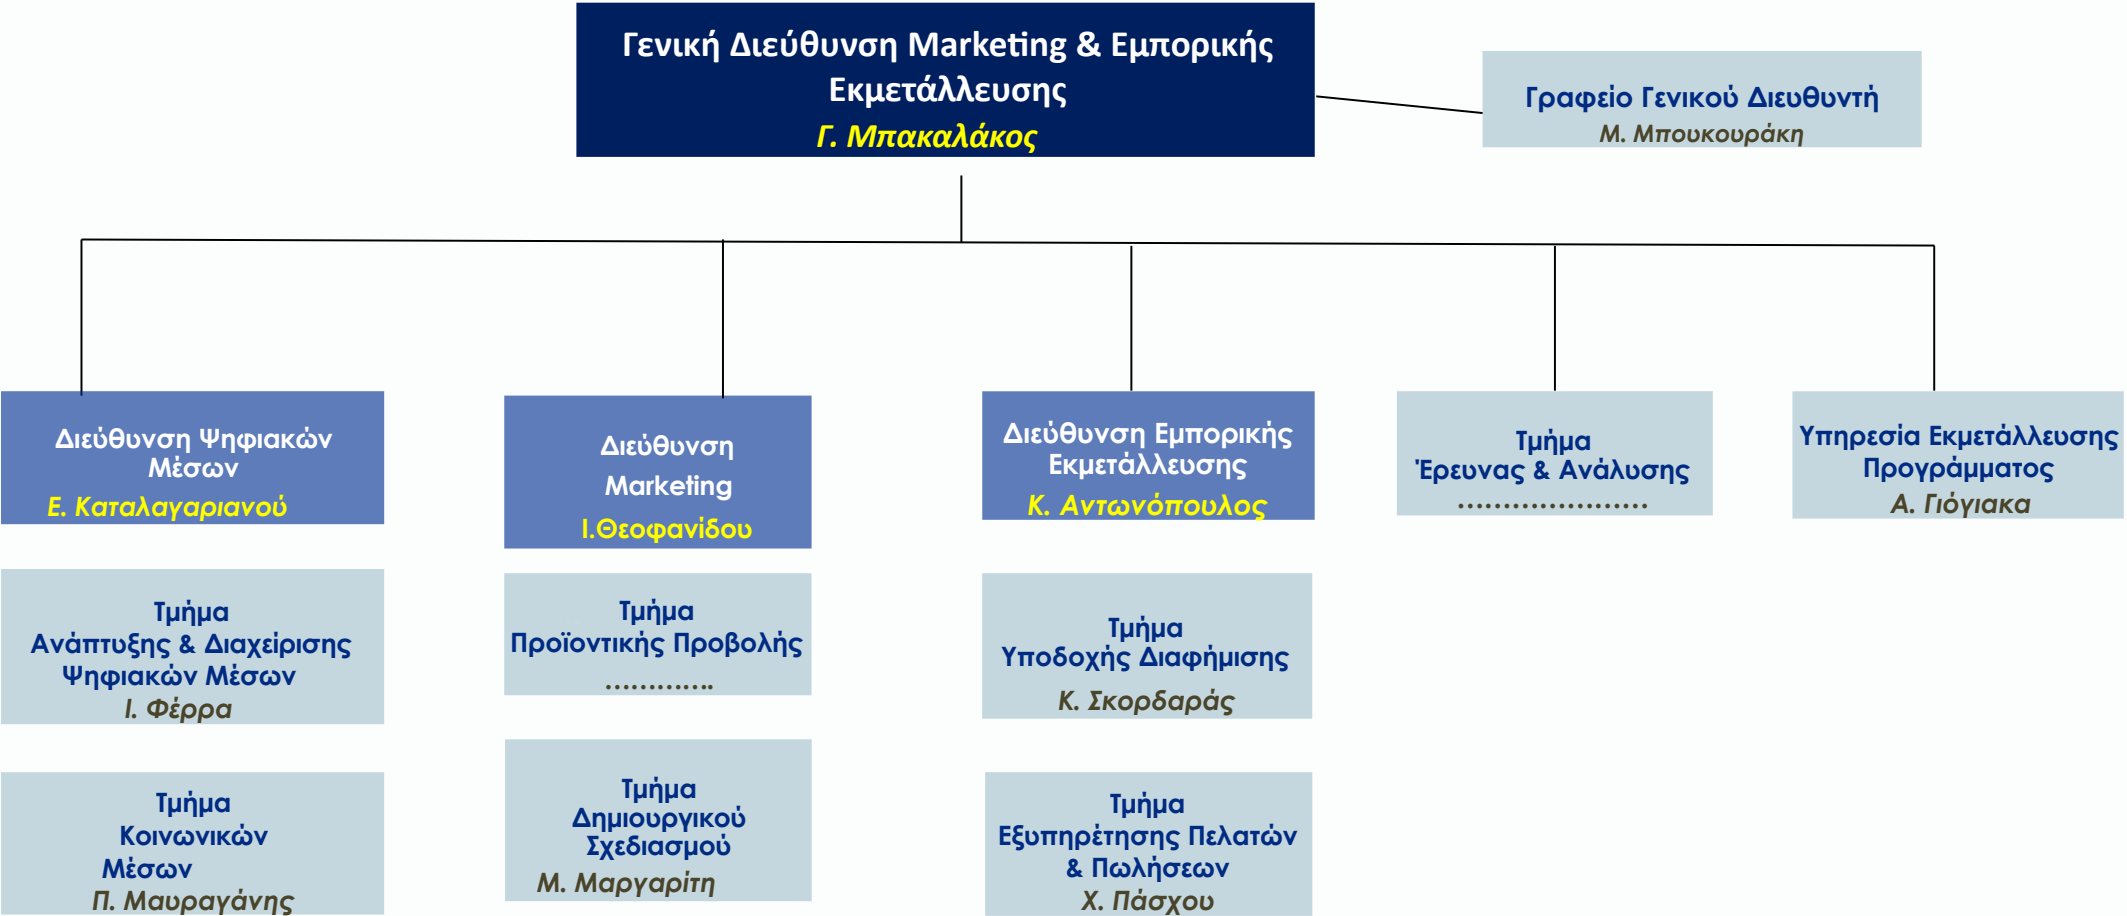 Γενική Διεύθυνση Marketing & Εμπορικής
Εκμετάλλευσης
Γ. Μπακαλάκος
Γραφείο Γενικού Διευθυντή
Μ. Μπουκουράκη
Διεύθυνση Ψηφιακών
Μέσων
Ε. Καταλαγαριανού
Διεύθυνση
Marketing
Ι.Θεοφανίδου
Διεύθυνση Εμπορικής
Εκμετάλλευσης
Κ. Αντωνόπουλος
Τμήμα
Έρευνας & Ανάλυσης
.....................
Υπηρεσία Εκμετάλλευσης
Προγράμματος
Α. Γιόγιακα
Τμήμα
Ανάπτυξης & Διαχείρισης
Ψηφιακών Μέσων
Ι. Φέρρα
Τμήμα
Προϊοντικής Προβολής
………….
Τμήμα
Υποδοχής Διαφήμισης
Κ. Σκορδαράς
Τμήμα
Κοινωνικών
Μέσων
Π. Μαυραγάνης
Τμήμα
Δημιουργικού
Σχεδιασμού
Μ. Μαργαρίτη
Τμήμα
Εξυπηρέτησης Πελατών
& Πωλήσεων
Χ. Πάσχου